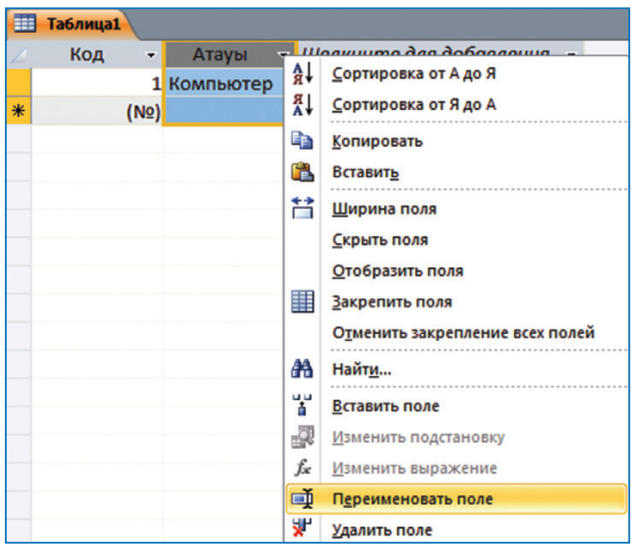 Таблица1
Код Атауы Щелкните для добавления
1 Компьютер
(№)
Сортировка от А до Я
Сортировка от Я до А
Копировать
Вставить
Ширина поля
Скрыть поля
Отобразить поля
Закрепить поля
Отменить закрепление всех полей
Найти...
Вставить поле
Изменить подстановку
Изменить выражение
Переименовать поле
Удалить поле